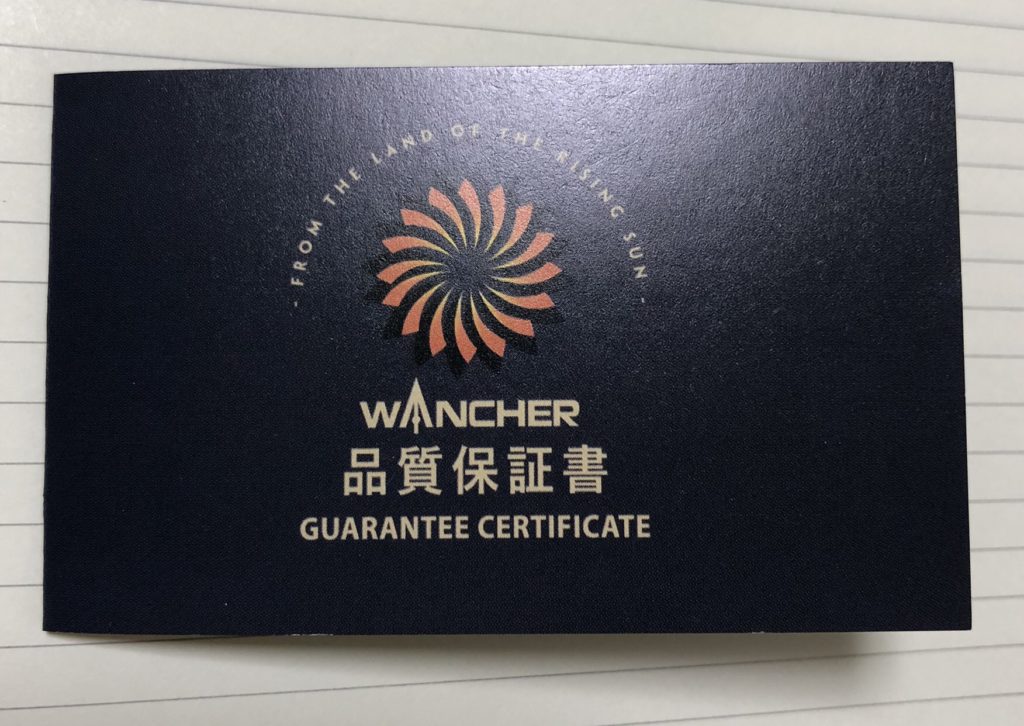 - FROM THE LAND OF THE RISING SUN -
WANCHER
品質保証書
GUARANTEE CERTIFICATE